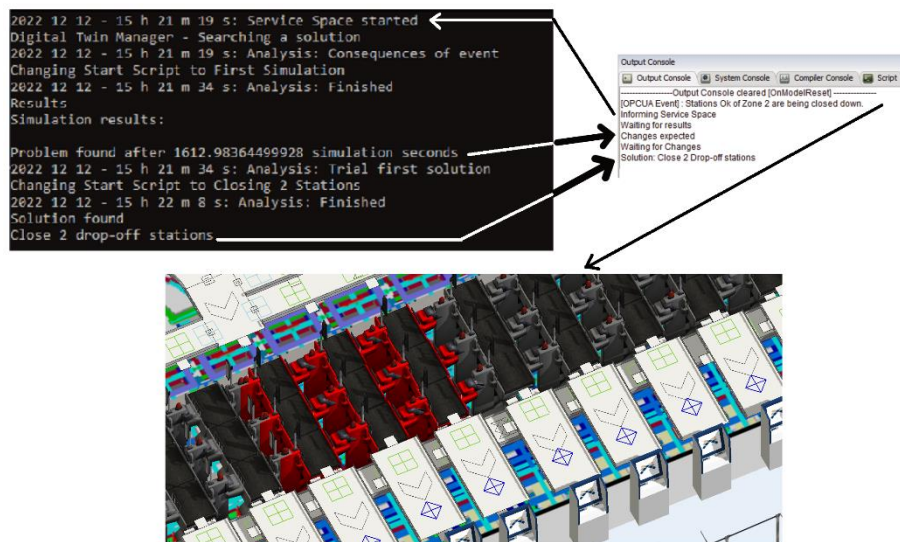 2022 12 12 - 15 h 21 m 19 s: Service Space started
Digital Twin Manager - Searching a solution
2022 12 12 - 15 h 21 m 19 s: Analysis: Consequences of event
Changing Start Script to First Simulation
2022 12 12 - 15 h 21 m 34 s: Analysis: Finished
Results
Simulation results:
Problem found after 1612.98364499928 simulation seconds
2022 12 12 - 15 h 21 m 34 s: Analysis: Trial first solution
Changing Start Script to Closing 2 Stations
2022 12 12 - 15 h 22 m 8 s: Analysis: Finished
Solution found
Close 2 drop-off stations
Output Console
Output Console System Console Compiler Console Script
--------------------Output Console cleared [OnModelReset] ----------------
[OPCUA Event] : Stations Ok of Zone 2 are being closed down.
Informing Service Space
Waiting for results
Changes expected
Waiting for Changes
Solution: Close 2 Drop-off stations